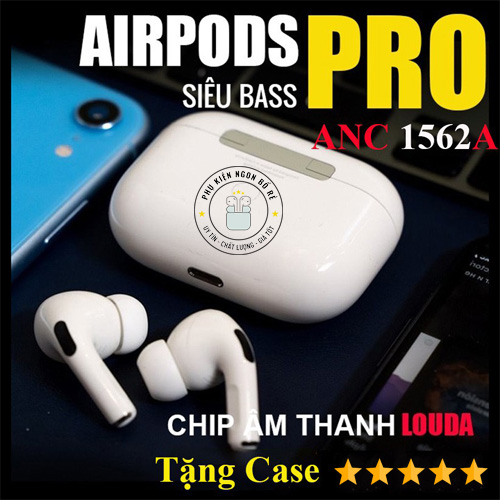 AIRPODS
PRO
SIÊU BASS
ANC 1562A
PHỤ KIỆN NGON BỔ RẺ
UY TÍN - CHẤT LƯỢNG - GIÁ TỐT
CHIP ÂM THANH LOUDA
Tặng Case